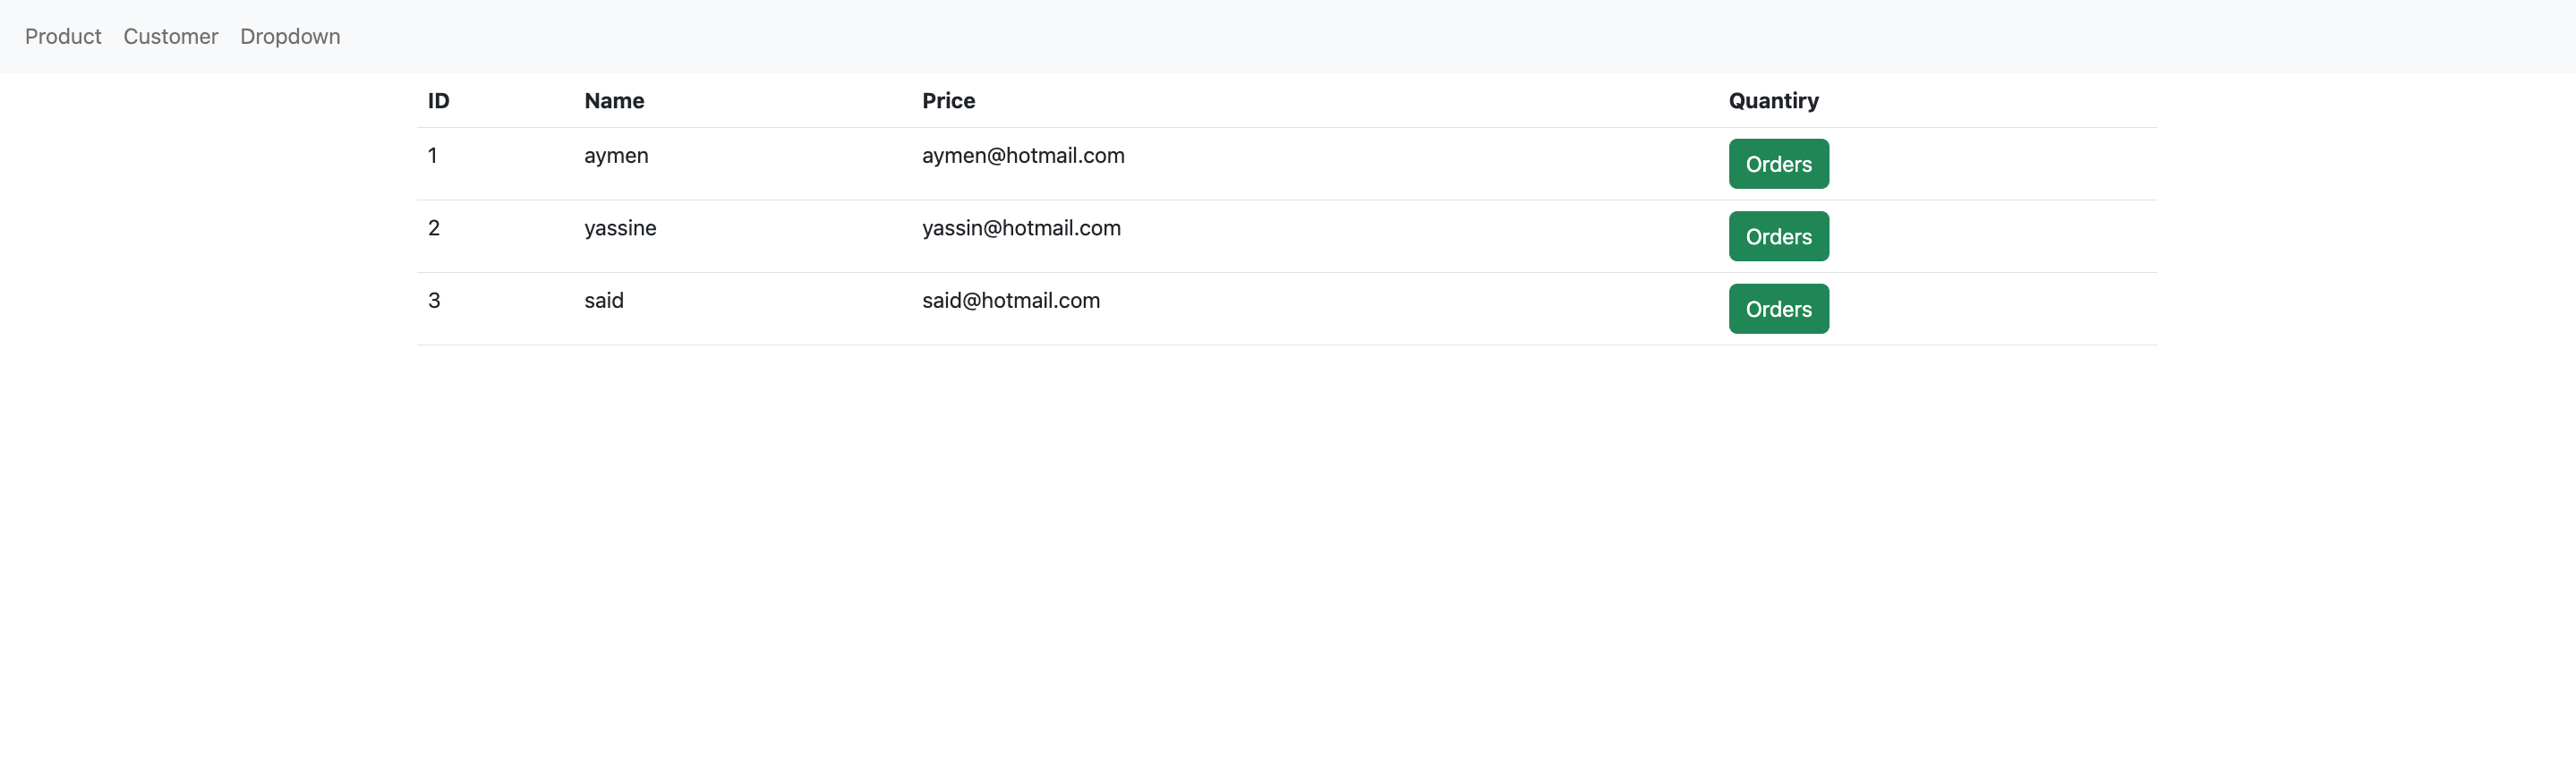 Product Customer Dropdown
ID Name Price Quantiry
1 aymen aymen@hotmail.com Orders
2 yassine yassin@hotmail.com Orders
3 said said@hotmail.com Orders